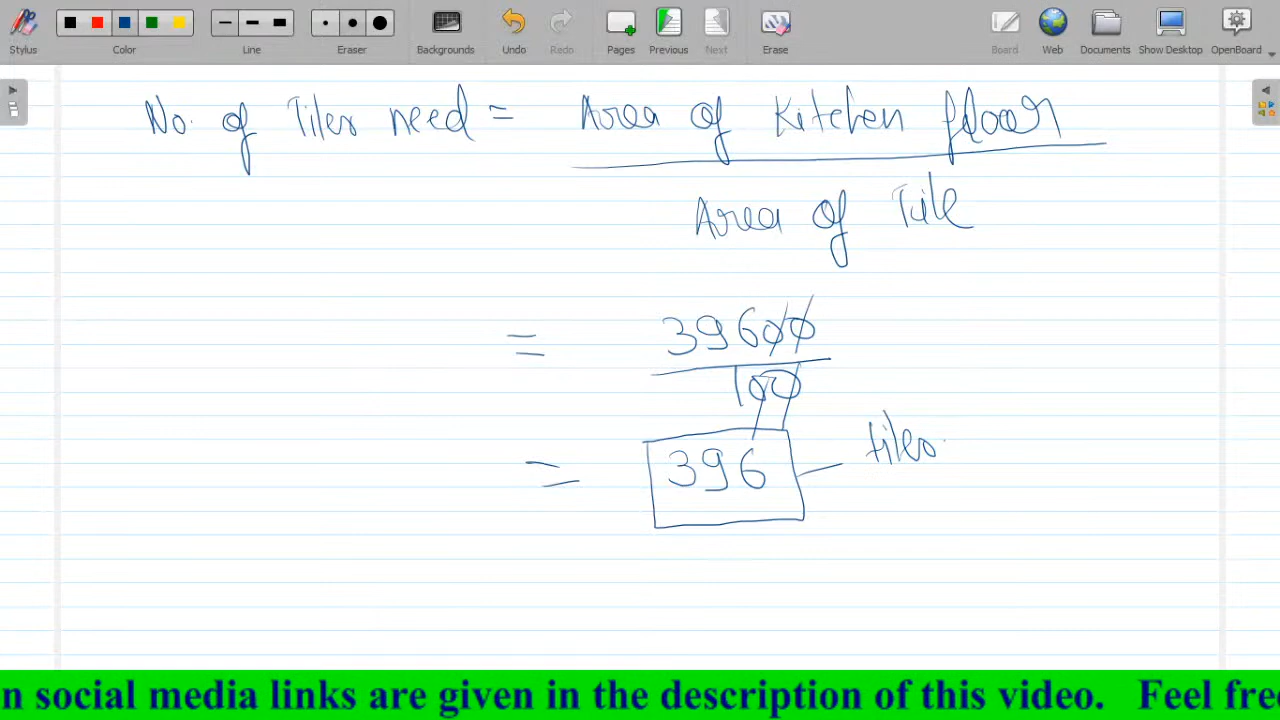 Stylus Color Line Eraser Backgrounds Undo Redo Pages Previous Next Erase Board Web Documents Show Desktop OpenBoard
No. of Tiles need = Area of Kitchen floor
Area of Tile
= 39600
100
= 396 tiles.
n social media links are given in the description of this video. Feel free